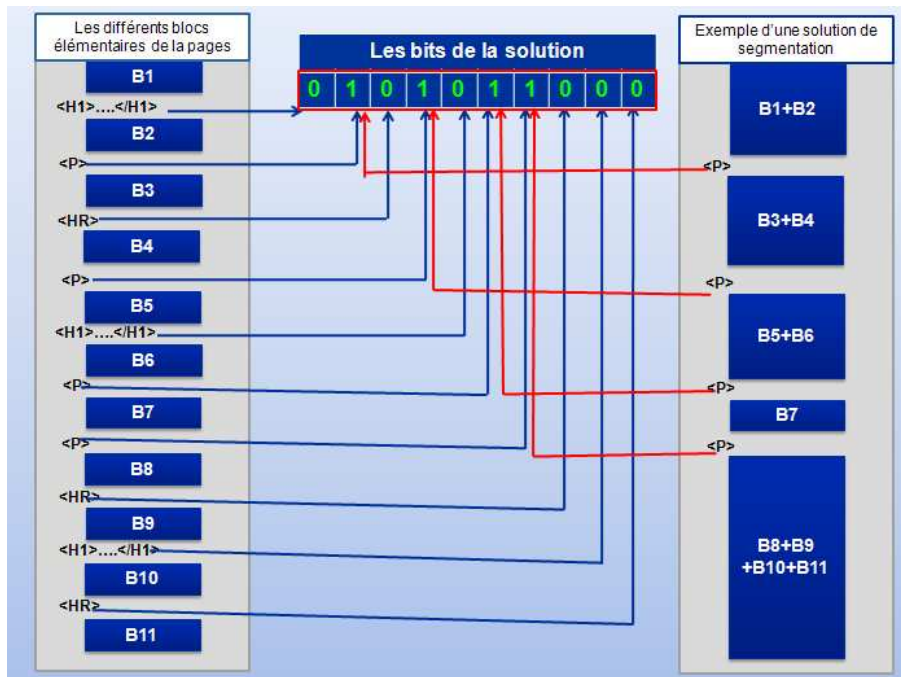 Les différents blocs
élémentaires de la pages
B1
<H1>....</H1>
B2
<P>
B3
<HR>
B4
<P>
B5
<H1>....</H1>
B6
<P>
B7
<P>
B8
<HR>
B9
<H1>....</H1>
B10
<HR>
B11
Les bits de la solution
0 1 0 1 0 1 1 0 0 0
Exemple d'une solution de
segmentation
B1+B2
<P>
B3+B4
<P>
B5+B6
<P>
B7
<P>
B8+B9
+B10+B11